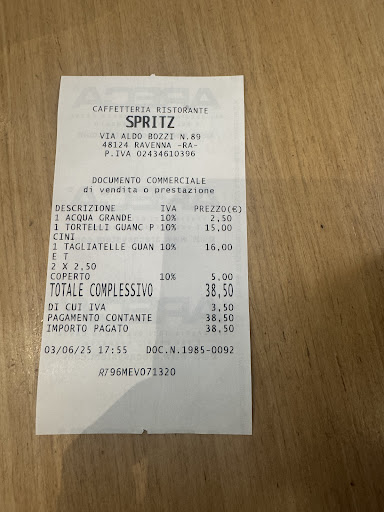 CAFFETTERIA RISTORANTE
SPRITZ
VIA ALDO BOZZI N.89
48124 RAVENNA -RA-
P.IVA 02434610396
DOCUMENTO COMMERCIALE
di vendita o prestazione
DESCRIZIONE IVA PREZZO(€)
1 ACQUA GRANDE 10% 2,50
1 TORTELLI GUANC P 10% 15,00
CINI
1 TAGLIATELLE GUAN 10% 16,00
E T
2 X 2,50
COPERTO 10% 5,00
TOTALE COMPLESSIVO 38,50
DI CUI IVA 3,50
PAGAMENTO CONTANTE 38,50
IMPORTO PAGATO 38,50
03/06/25 17:55 DOC.N.1985-0092
RT 96MEV071320